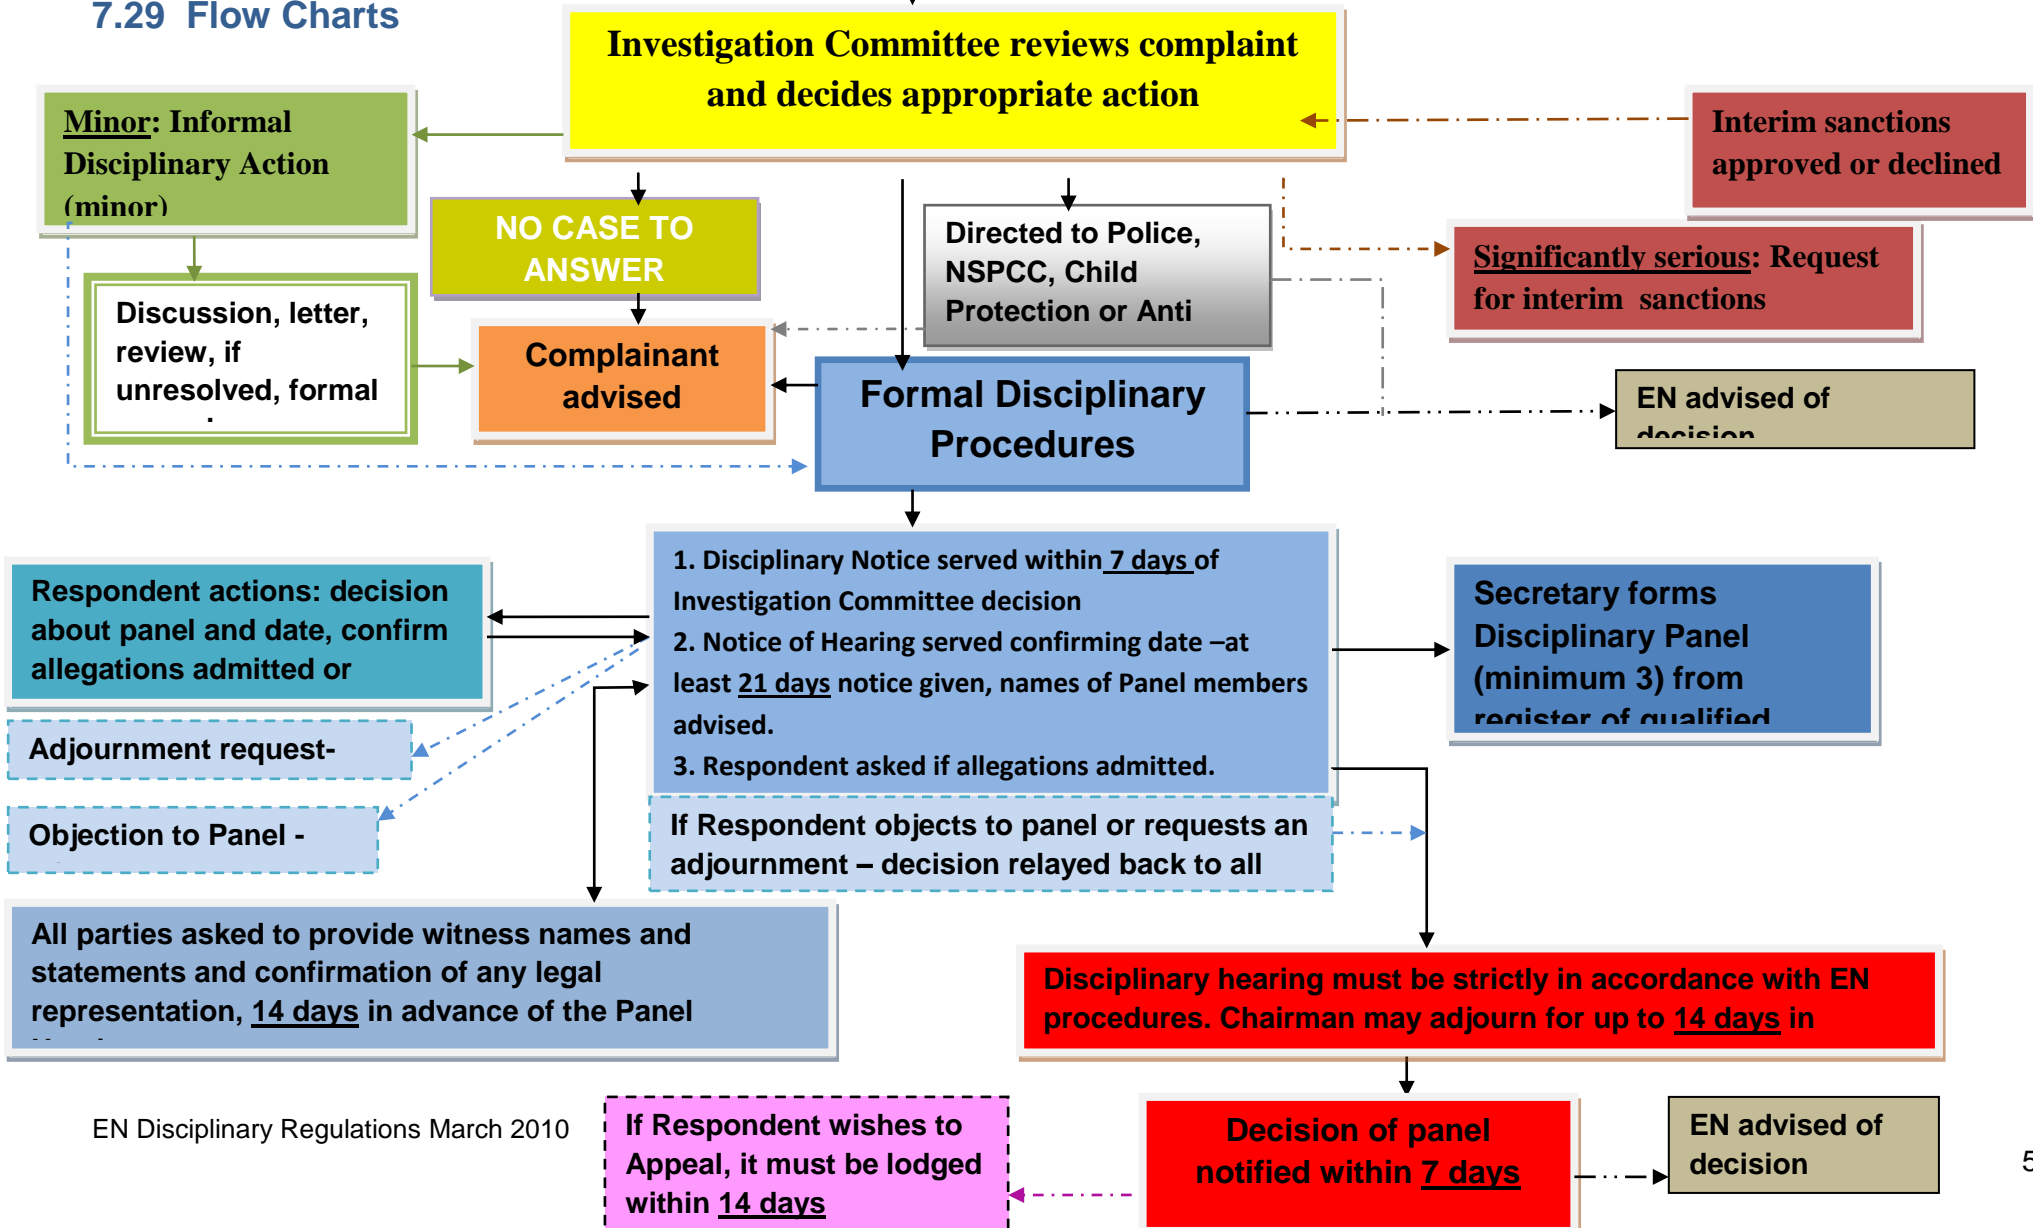 7.29  Flow Charts
Investigation Committee reviews complaint
and decides appropriate action
Minor: Informal
Disciplinary Action
(minor)
Interim sanctions
approved or declined
NO CASE TO
ANSWER
Directed to Police,
NSPCC, Child
Protection or Anti
Significantly serious: Request
for interim  sanctions
Discussion, letter,
review, if
unresolved, formal
Complainant
advised
Formal Disciplinary
Procedures
EN advised of
decision
1. Disciplinary Notice served within 7 days of
Investigation Committee decision
2. Notice of Hearing served confirming date –at
least 21 days notice given, names of Panel members
advised.
3. Respondent asked if allegations admitted.
Respondent actions: decision
about panel and date, confirm
allegations admitted or
Secretary forms
Disciplinary Panel
(minimum 3) from
register of qualified
Adjournment request-
Objection to Panel -
If Respondent objects to panel or requests an
adjournment – decision relayed back to all
All parties asked to provide witness names and
statements and confirmation of any legal
representation, 14 days in advance of the Panel
Disciplinary hearing must be strictly in accordance with EN
procedures. Chairman may adjourn for up to 14 days in
EN Disciplinary Regulations March 2010
If Respondent wishes to
Appeal, it must be lodged
within 14 days
Decision of panel
notified within 7 days
EN advised of
decision
5